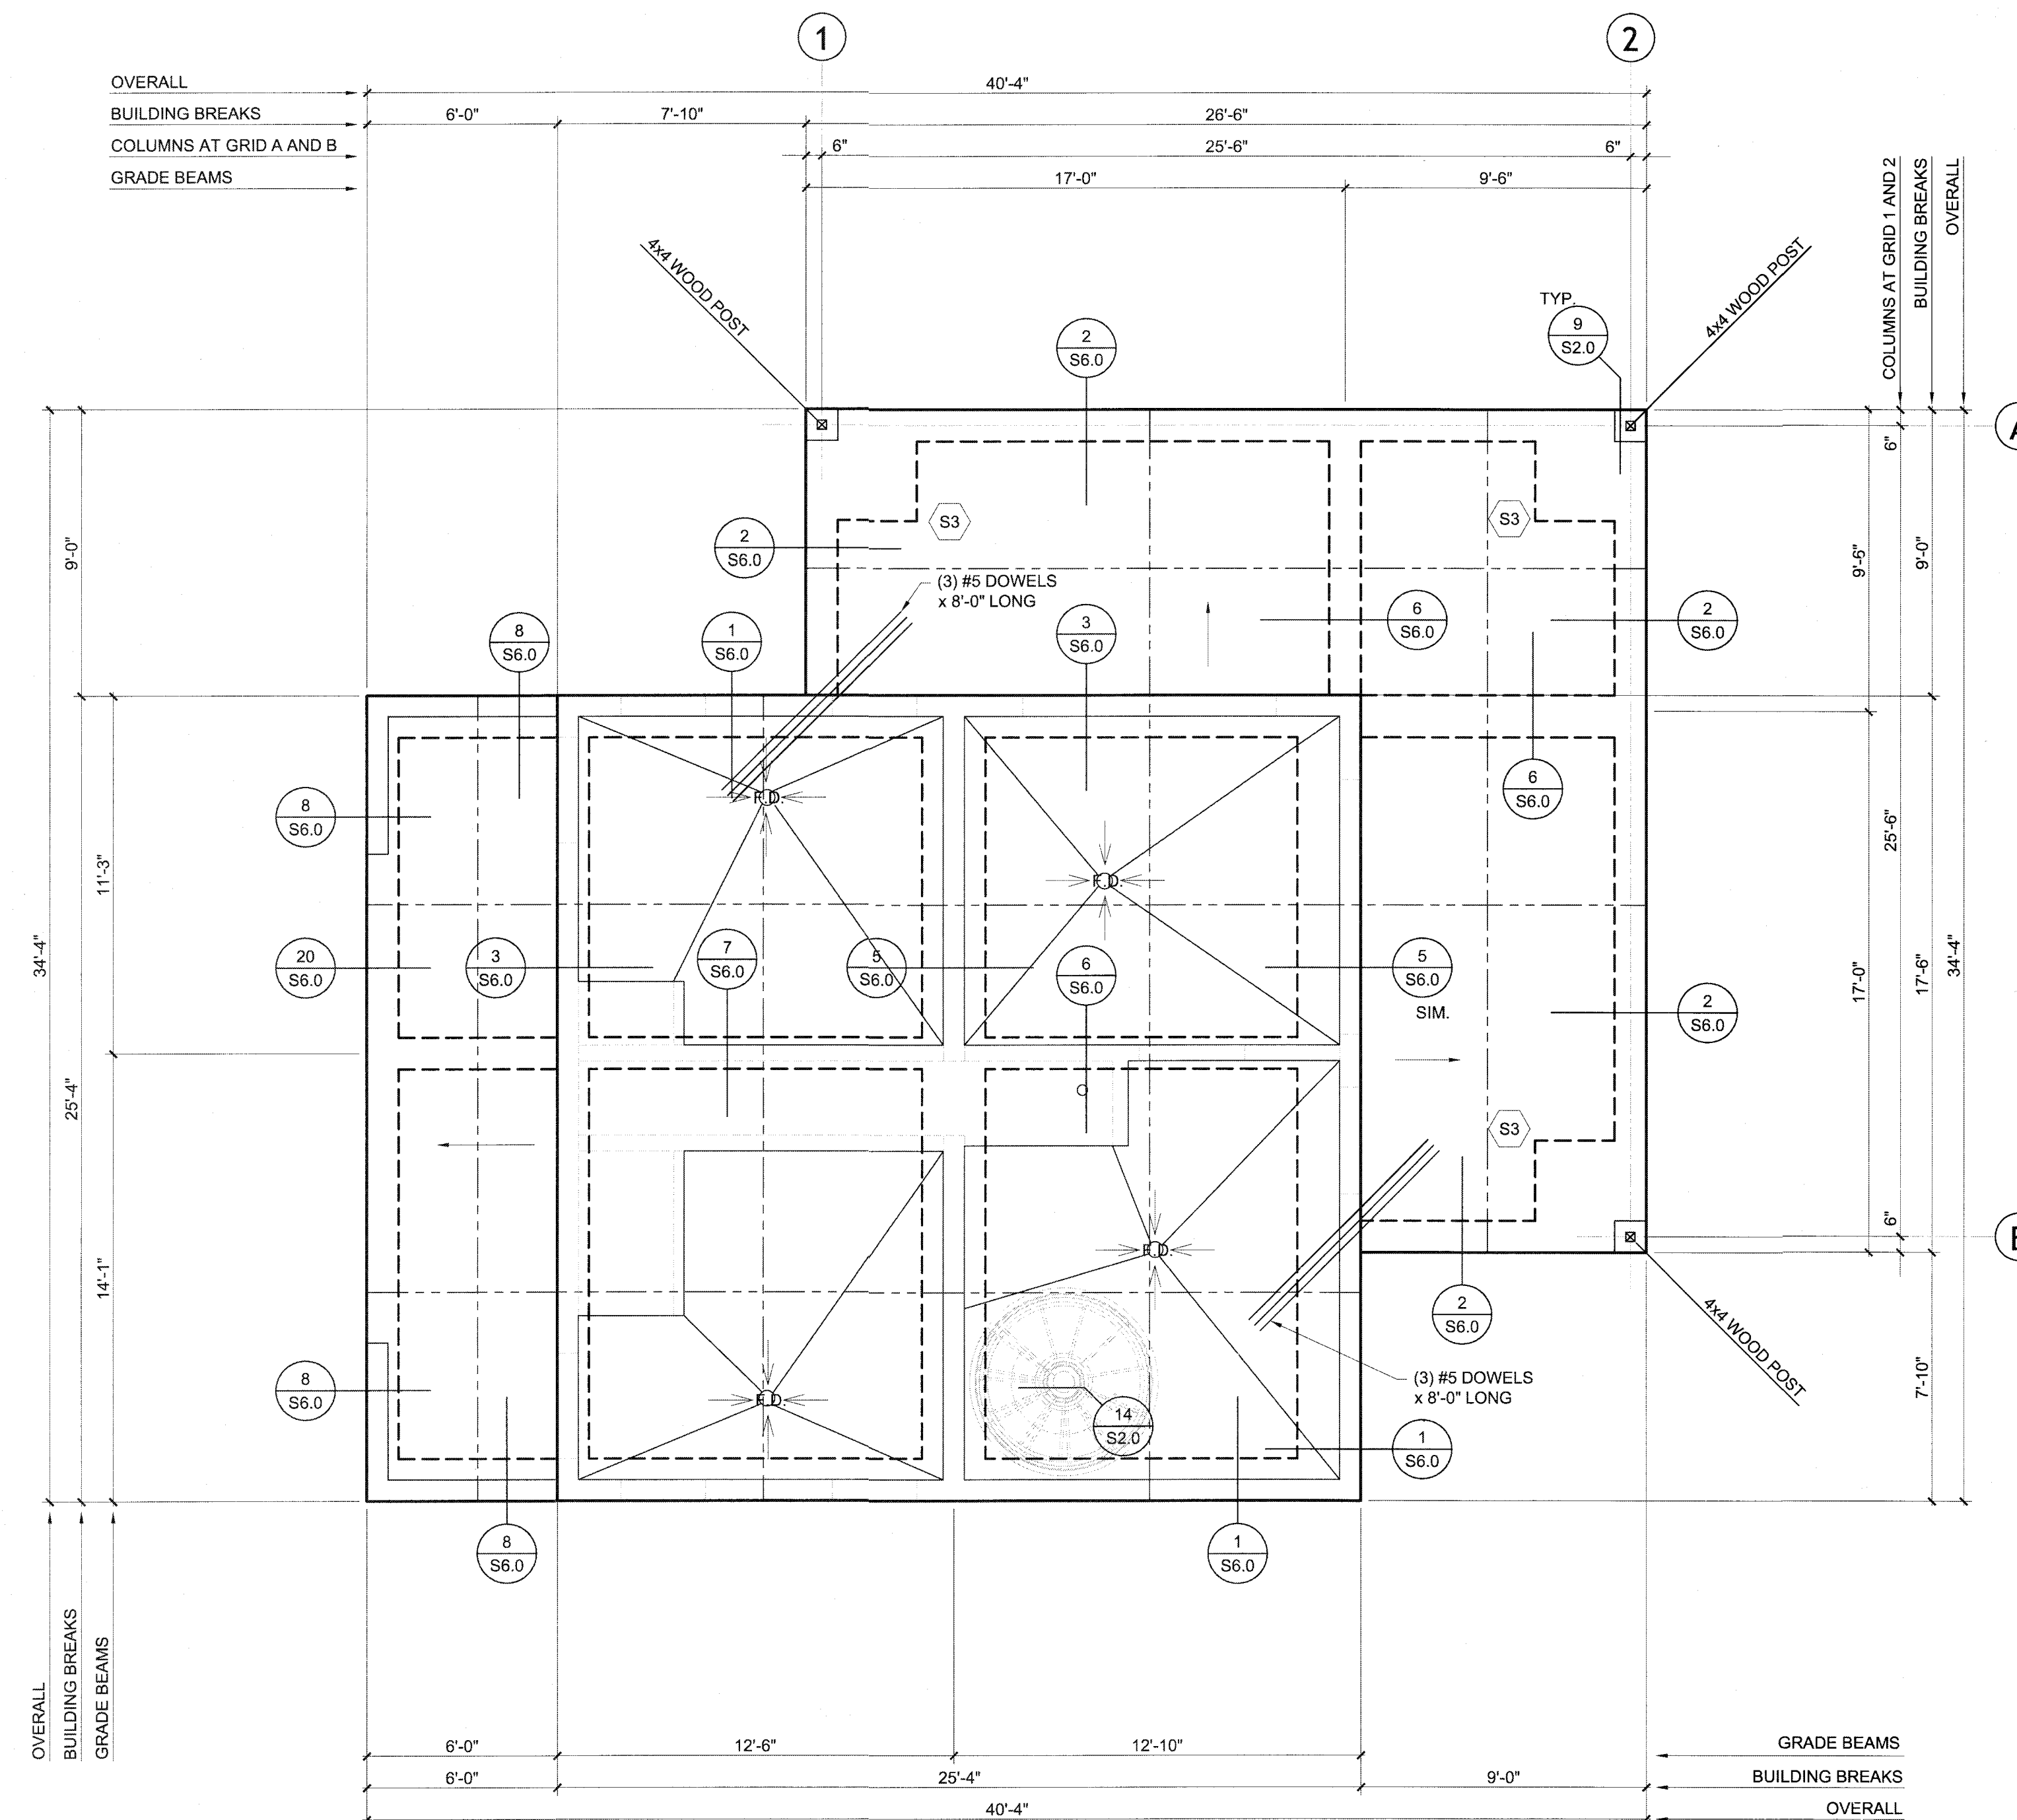 1
2
OVERALL
40'-4"
BUILDING BREAKS
6'-0"
7'-10"
26'-6"
COLUMNS AT GRID A AND B
6"
25'-6"
6"
GRADE BEAMS
17'-0"
9'-6"
COLUMNS AT GRID 1 AND 2
BUILDING BREAKS
OVERALL
4x4 WOOD POST
4x4 WOOD POST
TYP.
9
S2.0
2
S6.0
A
6"
S3
S3
2
S6.0
9'-0"
9'-6"
9'-0"
(3) #5 DOWELS
x 8'-0" LONG
8
S6.0
1
S6.0
3
S6.0
6
S6.0
2
S6.0
8
S6.0
F.D.
6
S6.0
11'-3"
25'-6"
F.D.
34'-4"
20
S6.0
3
S6.0
7
S6.0
5
S6.0
6
S6.0
5
S6.0
SIM.
17'-0"
17'-6"
34'-4"
2
S6.0
25'-4"
S3
14'-1"
6"
F.D.
2
S6.0
4x4 WOOD POST
8
S6.0
F.D.
(3) #5 DOWELS
x 8'-0" LONG
7'-10"
14
S2.0
1
S6.0
8
S6.0
1
S6.0
OVERALL
BUILDING BREAKS
GRADE BEAMS
6'-0"
12'-6"
12'-10"
GRADE BEAMS
6'-0"
25'-4"
9'-0"
BUILDING BREAKS
40'-4"
OVERALL